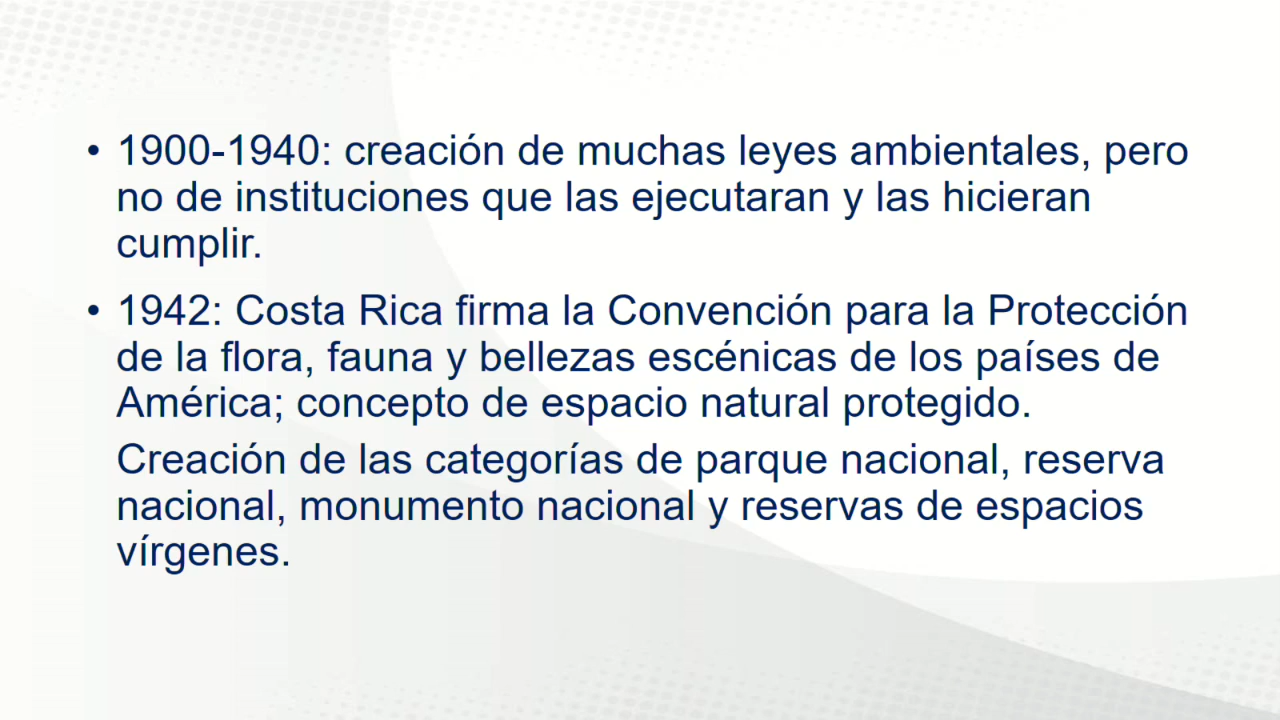 • 1900-1940: creación de muchas leyes ambientales, pero
no de instituciones que las ejecutaran y las hicieran
cumplir.
• 1942: Costa Rica firma la Convención para la Protección
de la flora, fauna y bellezas escénicas de los países de
América; concepto de espacio natural protegido.
Creación de las categorías de parque nacional, reserva
nacional, monumento nacional y reservas de espacios
vírgenes.